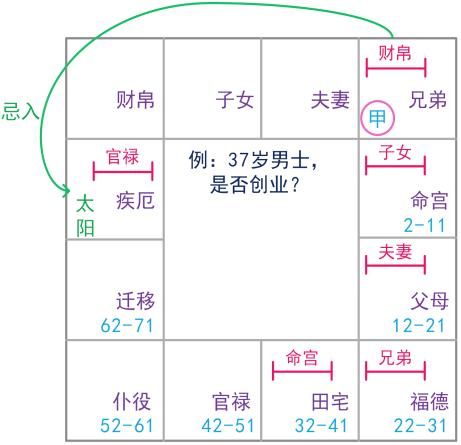 财帛
财帛
子女
夫妻
兄弟
甲
忌入
官禄
太
阳
疾厄
例：37岁男士，
是否创业？
子女
命宫
2-11
迁移
62-71
夫妻
父母
12-21
仆役
52-61
官禄
42-51
命宫
田宅
32-41
兄弟
福德
22-31